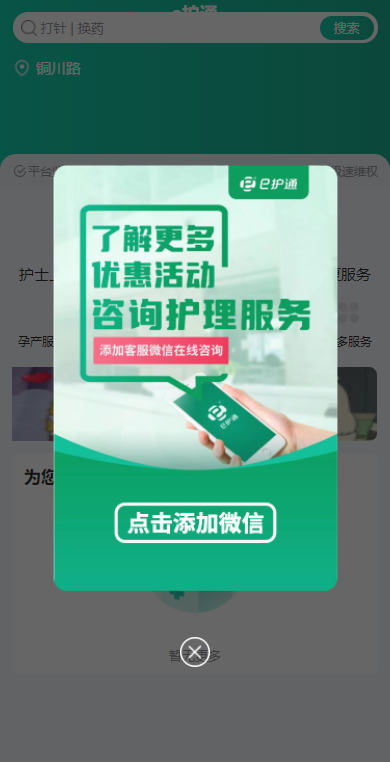 e护通
打针 | 换药
搜索
铜川路
平台
极速维权
e护通
了解更多
优惠活动
咨询护理服务
添加客服微信在线咨询
护士上
服务
孕产服
多服务
e护通
为您
点击添加微信
暂无更多